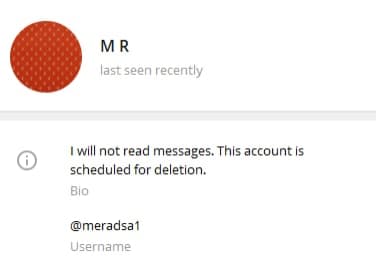 M R
last seen recently
I will not read messages. This account is
scheduled for deletion.
Bio
@meradsa1
Username